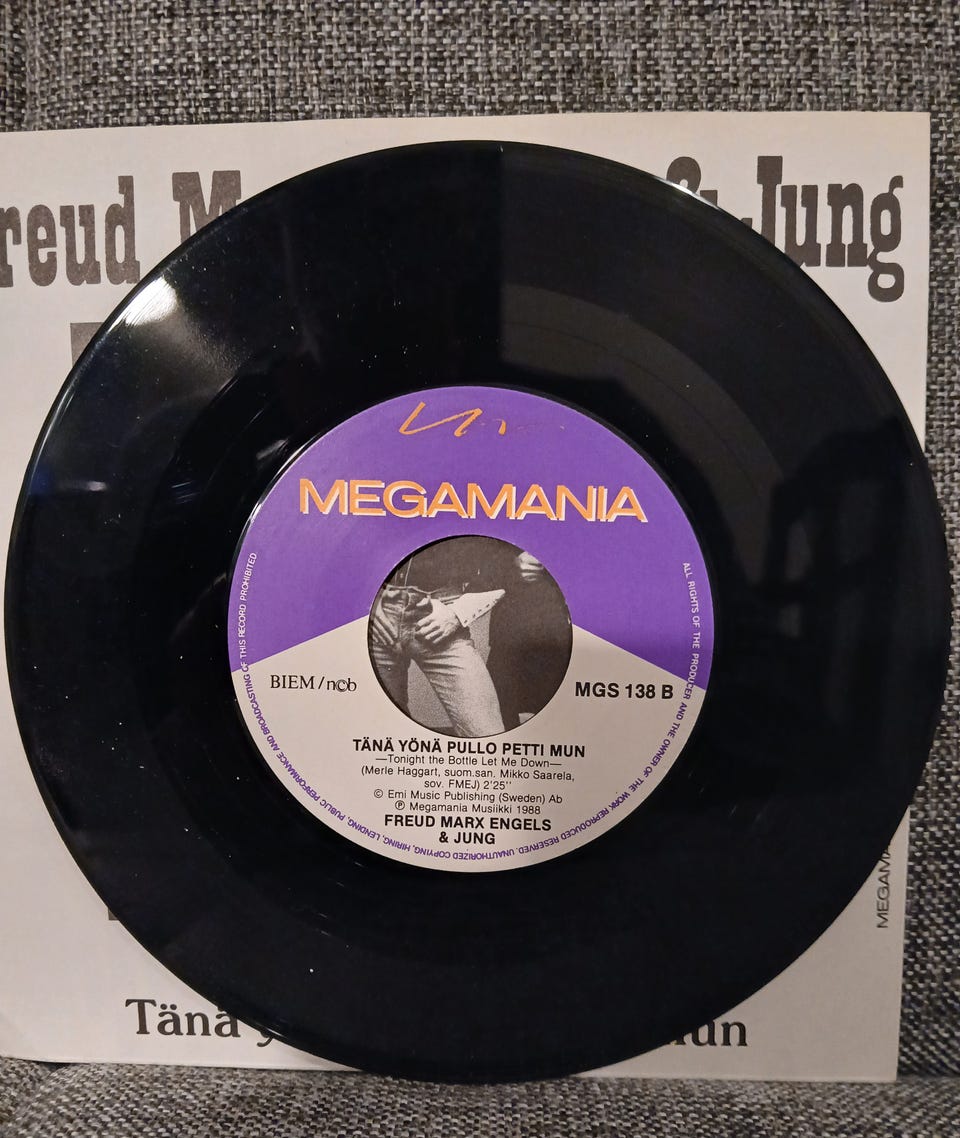 reud M & Jung
MEGAMANIA
BIEM/ncb
MGS 138 B
TÄNÄ YÖNÄ PULLO PETTI MUN
—Tonight the Bottle Let Me Down—
(Merle Haggart, suom.san. Mikko Saarela,
sov. FMEJ) 2'25''
© Emi Music Publishing (Sweden) Ab
℗ Megamania Musiikki 1988
FREUD MARX ENGELS
& JUNG
ALL RIGHTS OF THE PRODUCER AND THE OWNER OF THE WORK REPRODUCED RESERVED. UNAUTHORIZED COPYING, HIRING, LENDING, PUBLIC PERFORMANCE AND BROADCASTING OF THIS RECORD PROHIBITED
MEGAMA
Tänä y mun